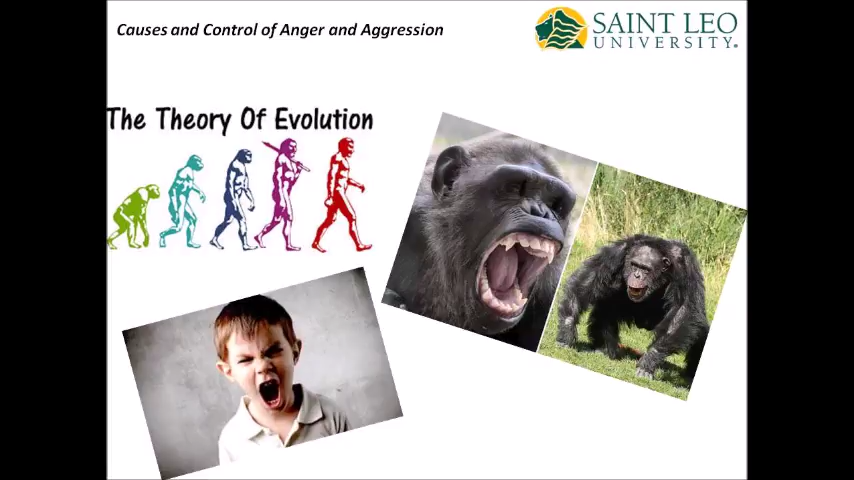 Causes and Control of Anger and Aggression
SAINT LEO
UNIVERSITY.
The Theory Of Evolution